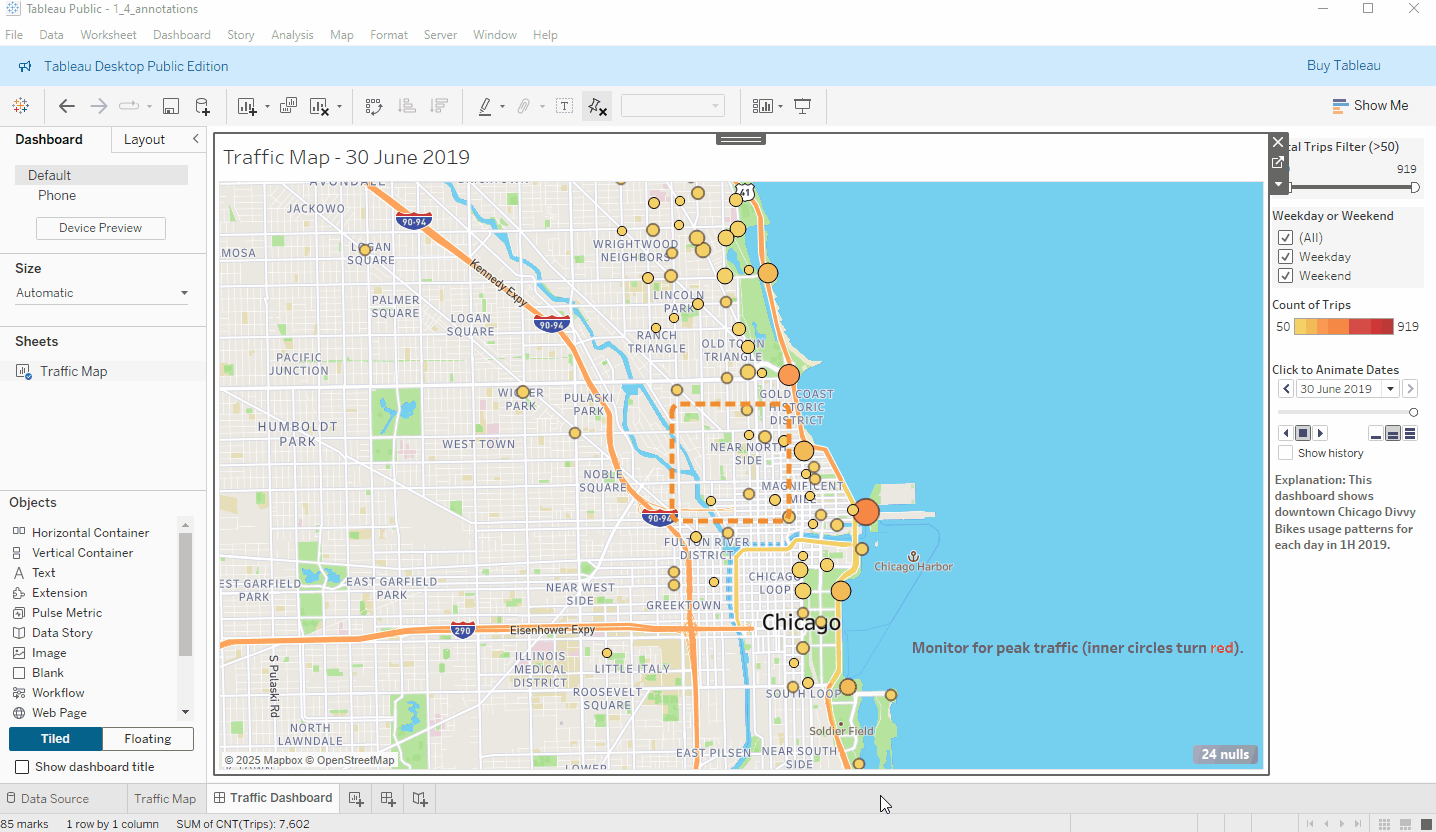 Tableau Public - 1_4_annotations
File Data Worksheet Dashboard Story Analysis Map Format Server Window Help
Tableau Desktop Public Edition
Buy Tableau
Show Me
Dashboard
Layout
Default
Phone
Device Preview
Size
Automatic
Sheets
Traffic Map
Objects
Horizontal Container
Vertical Container
Text
Extension
Pulse Metric
Data Story
Image
Blank
Workflow
Web Page
Tiled
Floating
Show dashboard title
Traffic Map - 30 June 2019
AVONDALE
JACKOWO
90-94
41
MOSA
LOGAN
SQUARE
WRIGHTWOOD
NEIGHBORS
Kennedy Expy
PALMER
SQUARE
LINCOLN
PARK
LOGAN
SQUARE
90-94
RANCH
TRIANGLE
OLD TOWN
TRIANGLE
PACIFIC
JUNCTION
WICKER
PARK
PULASKI
PARK
GOLD COAST
HISTORIC
DISTRICT
HUMBOLDT
PARK
WEST TOWN
NEAR NORTH
SIDE
NOBLE
SQUARE
MAGNIFICENT
MILE
90-94
FULTON RIVER
DISTRICT
Chicago Harbor
EST GARFIELD
PARK
EAST GARFIELD
PARK
NEAR WEST
SIDE
CHICAGO
LOOP
GREEKTOWN
290
Eisenhower Expy
Chicago
Monitor for peak traffic (inner circles turn red).
S Pulaski Rd
ILLINOIS
MEDICAL
DISTRICT
LITTLE ITALY
ROOSEVELT
SQUARE
SOUTH LOOP
Soldier Field
NORTH
LAWNDALE
EAST PILSEN
NEAR SOUTH
SIDE
LOWER
© 2025 Mapbox © OpenStreetMap
24 nulls
tal Trips Filter (>50)
919
Weekday or Weekend
(All)
Weekday
Weekend
Count of Trips
50
919
Click to Animate Dates
30 June 2019
Show history
Explanation: This
dashboard shows
downtown Chicago Divvy
Bikes usage patterns for
each day in 1H 2019.
Data Source
Traffic Map
Traffic Dashboard
85 marks 1 row by 1 column SUM of CNT(Trips): 7,602